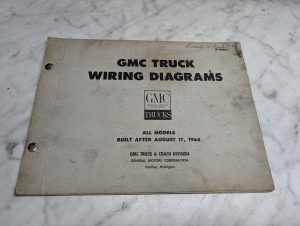 GMC TRUCK
WIRING DIAGRAMS
GMC
TRUCKS
ALL MODELS
BUILT AFTER AUGUST 17, 1964
GMC TRUCK & COACH DIVISION
GENERAL MOTORS CORPORATION
Pontiac, Michigan